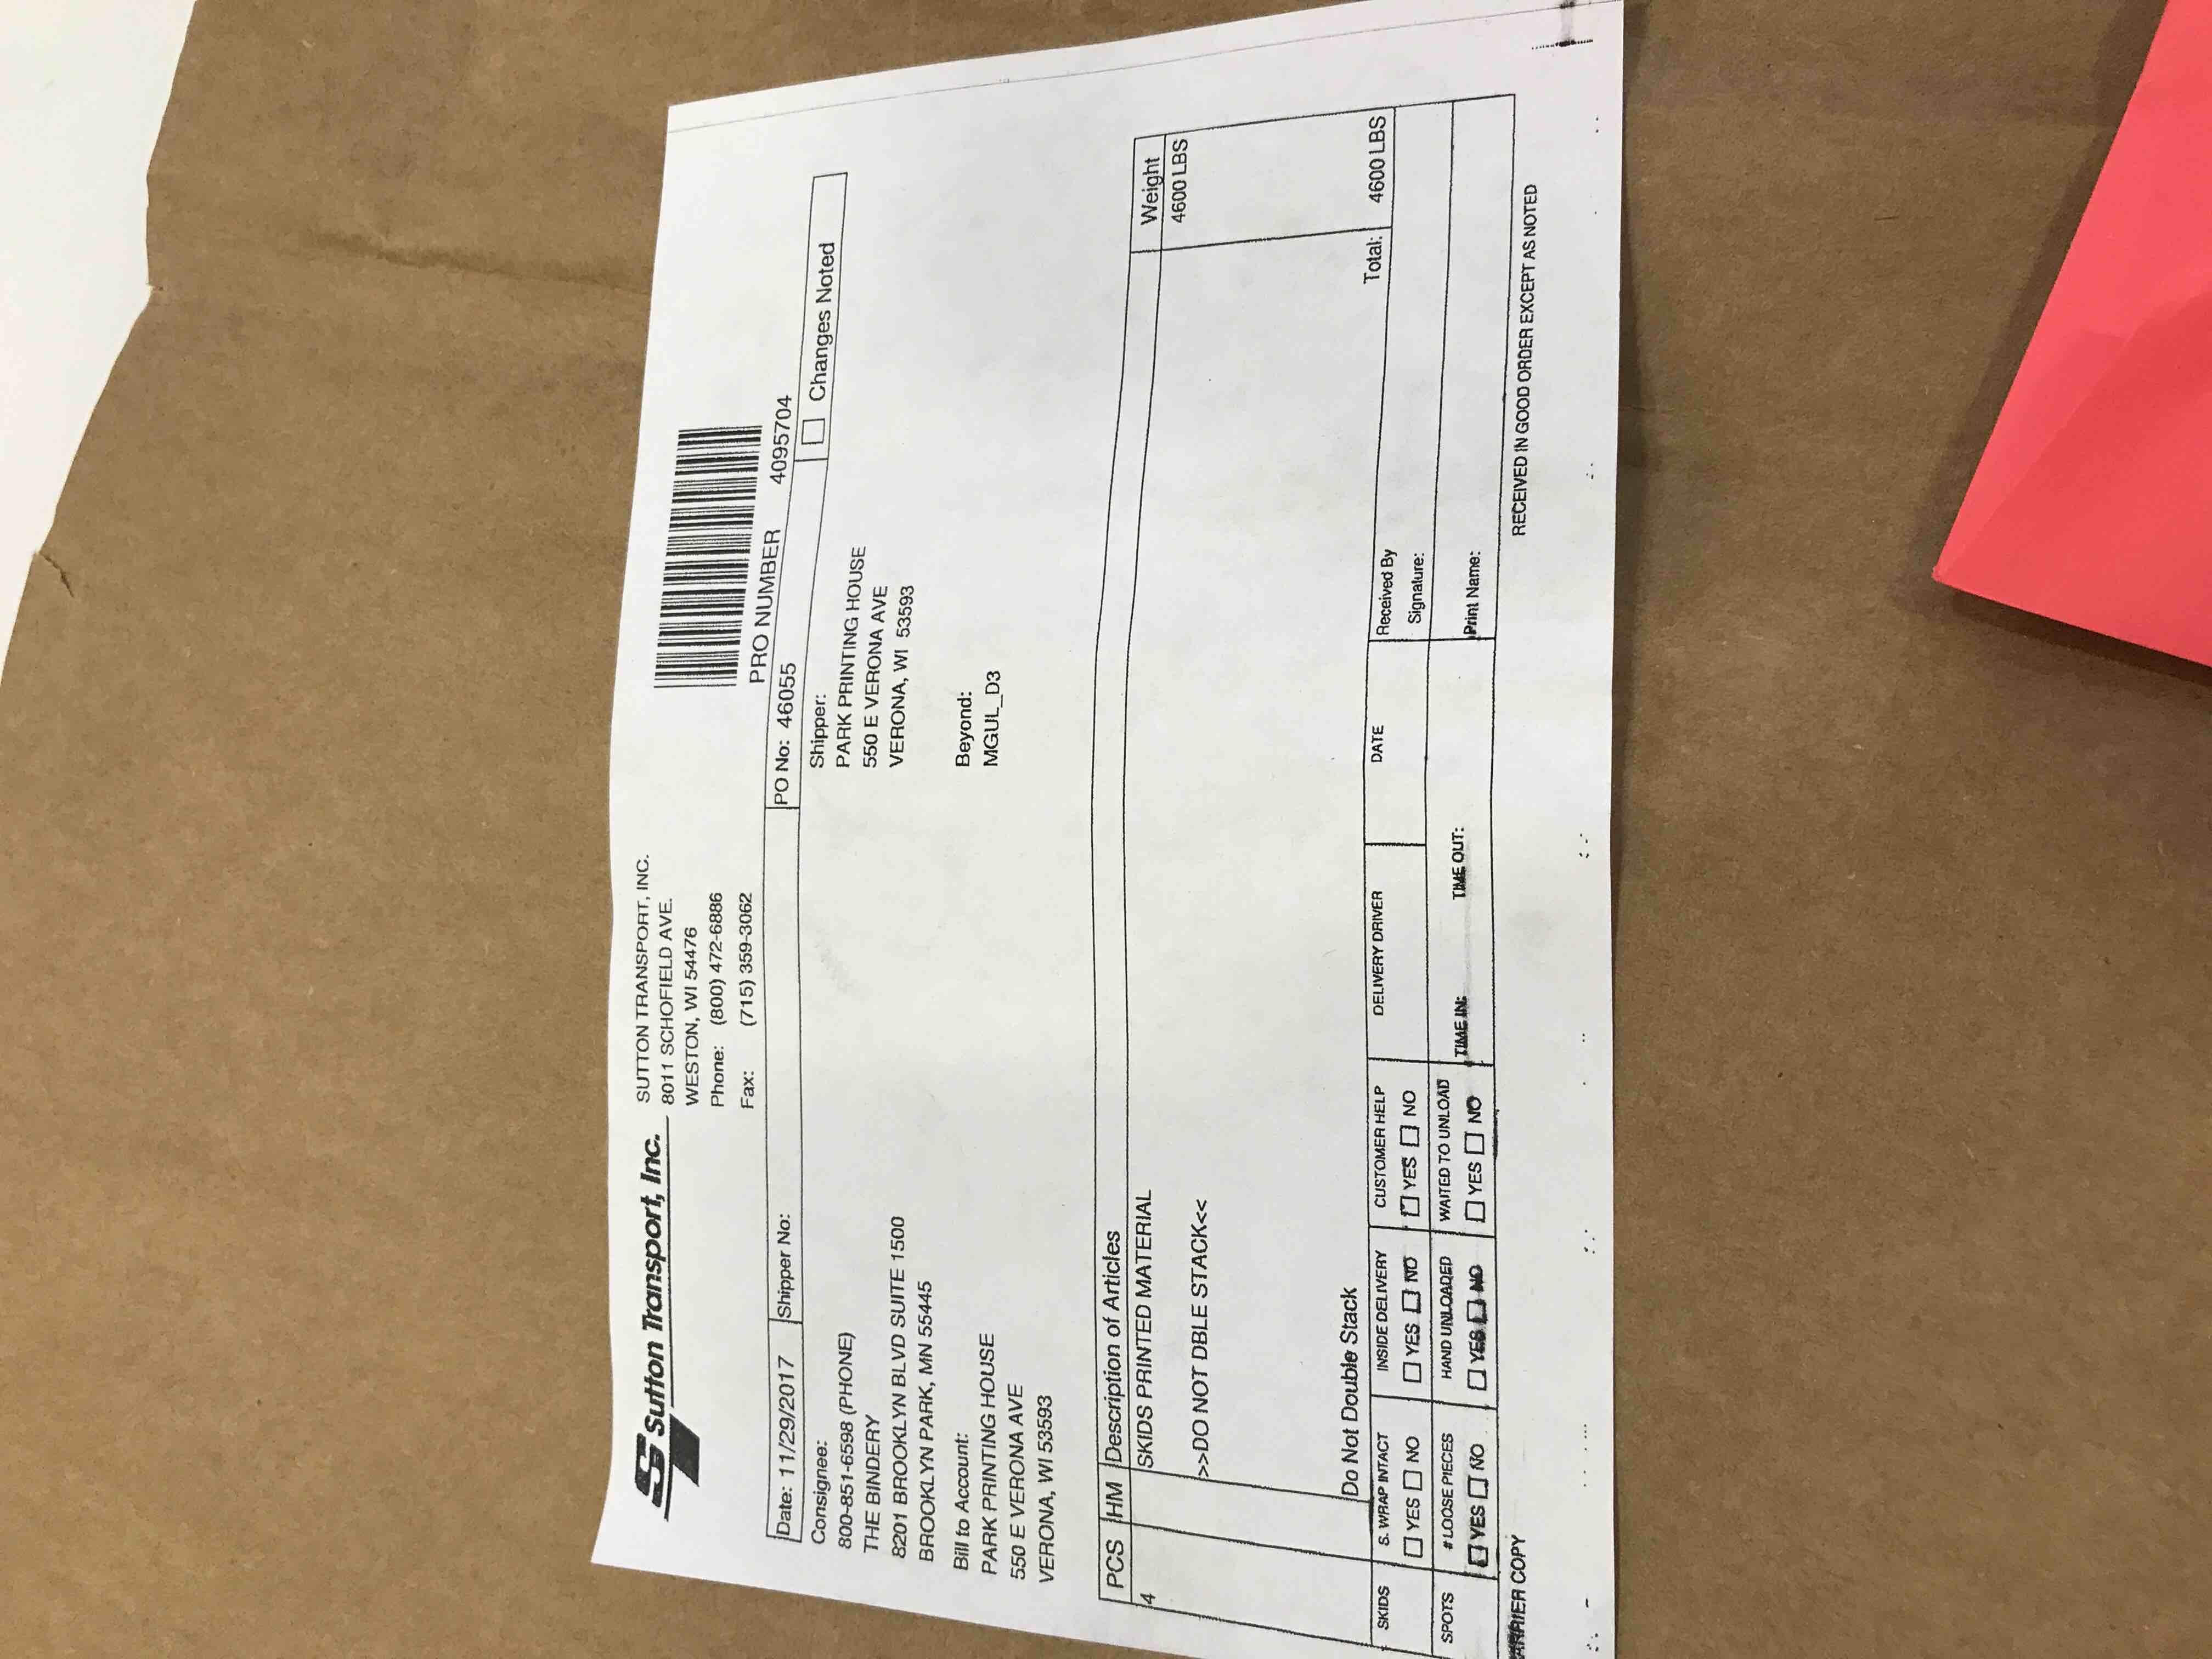 Sutton Transport, Inc.
SUTTON TRANSPORT, INC.
8011 SCHOFIELD AVE.
WESTON, WI 54476
Phone: (800) 472-6886
Fax: (715) 359-3062
PRO NUMBER 4095704
Date: 11/29/2017 Shipper No: PO No: 46055
Changes Noted
Consignee:
800-851-6598 (PHONE)
THE BINDERY
8201 BROOKLYN BLVD SUITE 1500
BROOKLYN PARK, MN 55445
Shipper:
PARK PRINTING HOUSE
550 E VERONA AVE
VERONA, WI 53593
Bill to Account:
PARK PRINTING HOUSE
550 E VERONA AVE
VERONA, WI 53593
Beyond:
MGUL_D3
PCS HM Description of Articles Weight
4 SKIDS PRINTED MATERIAL 4600 LBS
>>DO NOT DBLE STACK<<
Do Not Double Stack Total: 4600 LBS
SKIDS S. WRAP INTACT INSIDE DELIVERY CUSTOMER HELP DELIVERY DRIVER DATE Received By
YES NO YES NO YES NO Signature:
SPOTS # LOOSE PIECES HAND UNLOADED WAITED TO UNLOAD TIME IN: TIME OUT: Print Name:
YES NO YES NO YES NO
ARRIER COPY RECEIVED IN GOOD ORDER EXCEPT AS NOTED